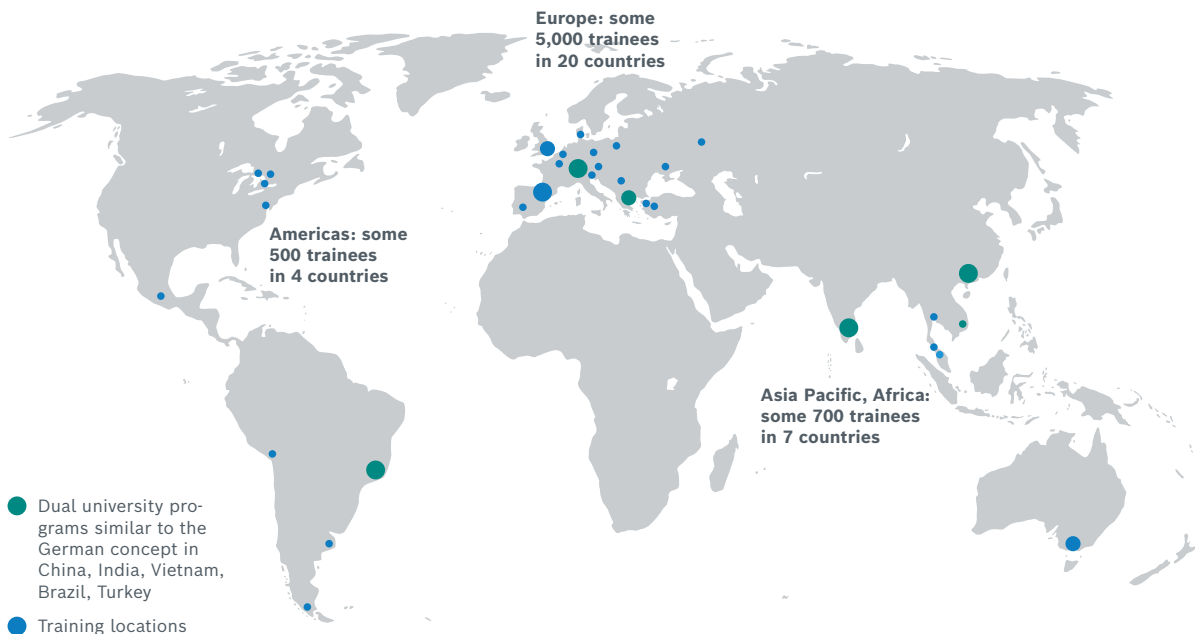 Europe: some
5,000 trainees
in 20 countries
Americas: some
500 trainees
in 4 countries
Asia Pacific, Africa:
some 700 trainees
in 7 countries
Dual university pro-
grams similar to the
German concept in
China, India, Vietnam,
Brazil, Turkey
Training locations